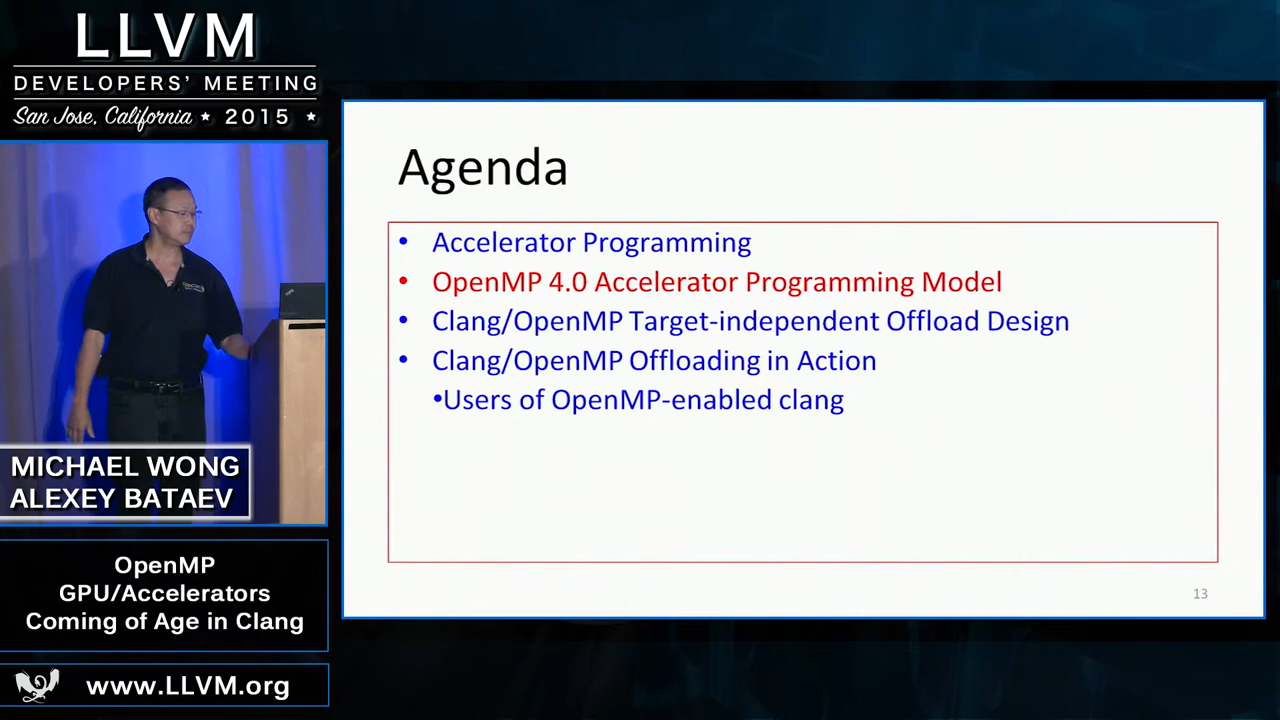 LLVM
DEVELOPERS' MEETING
San Jose, California ★ 2015 ★
MICHAEL WONG
ALEXEY BATAEV
OpenMP
GPU/Accelerators
Coming of Age in Clang
www.LLVM.org
Agenda
• Accelerator Programming
• OpenMP 4.0 Accelerator Programming Model
• Clang/OpenMP Target-independent Offload Design
• Clang/OpenMP Offloading in Action
•Users of OpenMP-enabled clang
13